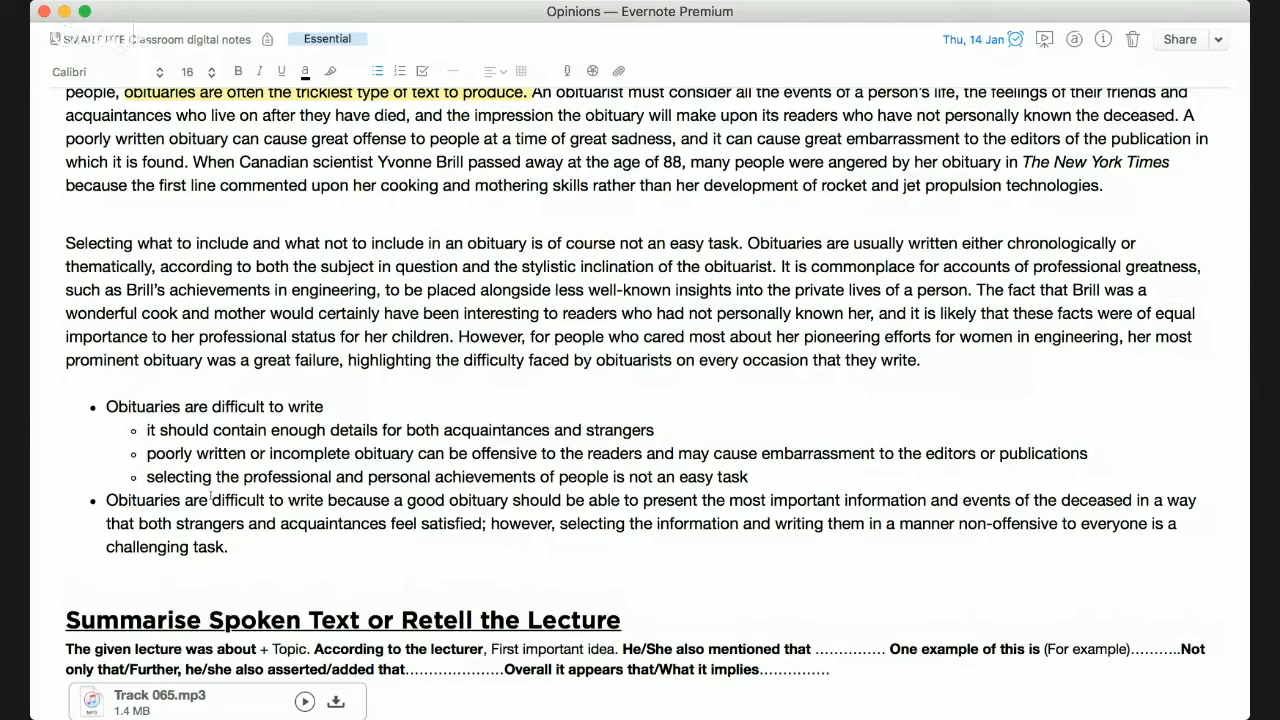 Opinions — Evernote Premium
SMART PTE Classroom digital notes Essential Thu, 14 Jan Share
Calibri 16 B I U a
people, obituaries are often the trickiest type of text to produce. An obituarist must consider all the events of a person's life, the feelings of their friends and
acquaintances who live on after they have died, and the impression the obituary will make upon its readers who have not personally known the deceased. A
poorly written obituary can cause great offense to people at a time of great sadness, and it can cause great embarrassment to the editors of the publication in
which it is found. When Canadian scientist Yvonne Brill passed away at the age of 88, many people were angered by her obituary in The New York Times
because the first line commented upon her cooking and mothering skills rather than her development of rocket and jet propulsion technologies.
Selecting what to include and what not to include in an obituary is of course not an easy task. Obituaries are usually written either chronologically or
thematically, according to both the subject in question and the stylistic inclination of the obituarist. It is commonplace for accounts of professional greatness,
such as Brill's achievements in engineering, to be placed alongside less well-known insights into the private lives of a person. The fact that Brill was a
wonderful cook and mother would certainly have been interesting to readers who had not personally known her, and it is likely that these facts were of equal
importance to her professional status for her children. However, for people who cared most about her pioneering efforts for women in engineering, her most
prominent obituary was a great failure, highlighting the difficulty faced by obituarists on every occasion that they write.
• Obituaries are difficult to write
◦ it should contain enough details for both acquaintances and strangers
◦ poorly written or incomplete obituary can be offensive to the readers and may cause embarrassment to the editors or publications
◦ selecting the professional and personal achievements of people is not an easy task
• Obituaries are difficult to write because a good obituary should be able to present the most important information and events of the deceased in a way
that both strangers and acquaintances feel satisfied; however, selecting the information and writing them in a manner non-offensive to everyone is a
challenging task.
Summarise Spoken Text or Retell the Lecture
The given lecture was about + Topic. According to the lecturer, First important idea. He/She also mentioned that …………… One example of this is (For example)………..Not
only that/Further, he/she also asserted/added that………………….Overall it appears that/What it implies……………
Track 065.mp3
1.4 MB
MP3